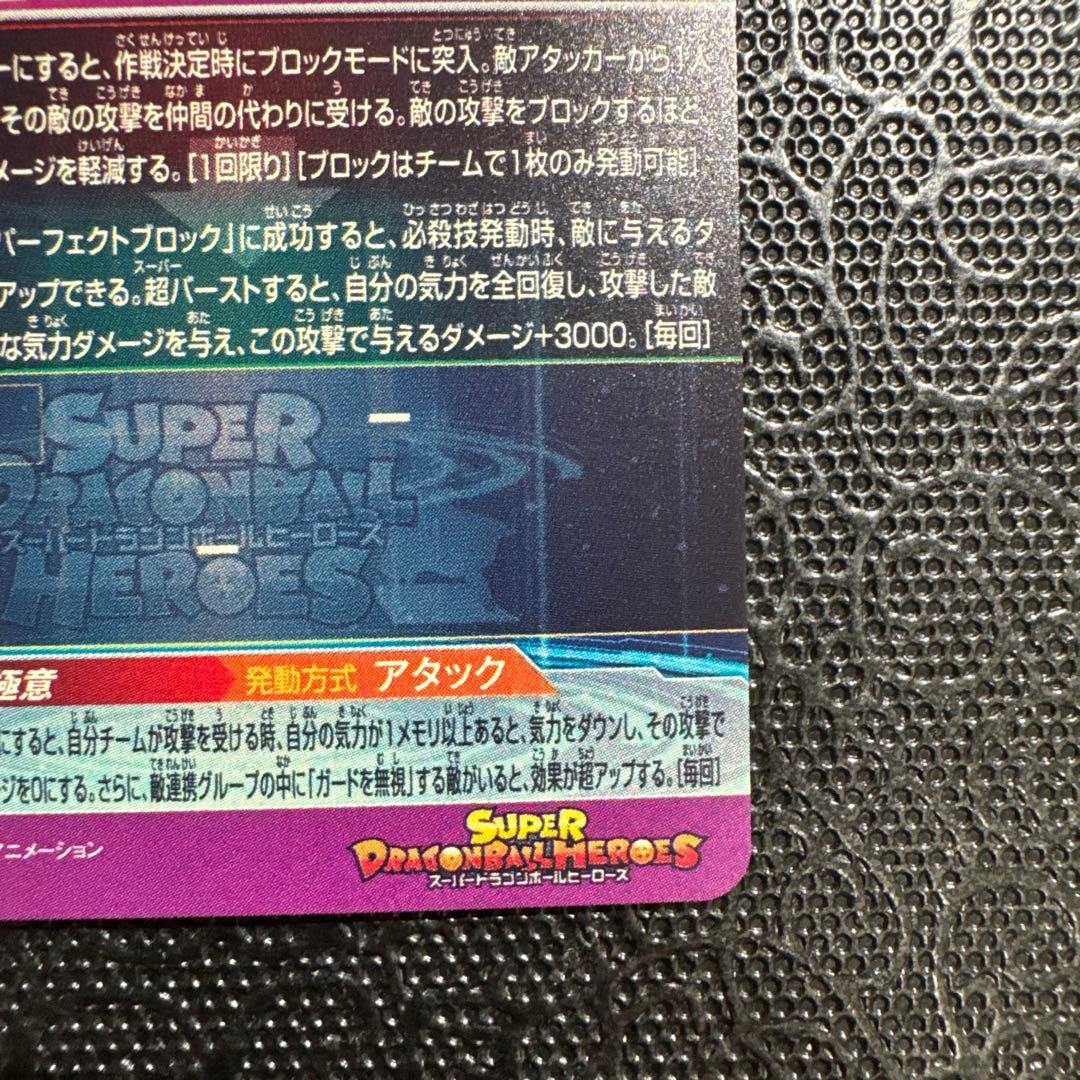 ーにすると、作戦決定時にブロックモードに突入。敵アタッカーから1人
その敵の攻撃を仲間の代わりに受ける。敵の攻撃をブロックするほど、
メージを軽減する。[1回限り][ブロックはチームで1枚のみ発動可能]
パーフェクトブロック」に成功すると、必殺技発動時、敵に与えるダ
アップできる。超バーストすると、自分の気力を全回復し、攻撃した敵
な気力ダメージを与え、この攻撃で与えるダメージ+3000。[毎回]
SUPER
DRAGONBALL
スーパードラゴンボールヒーローズ
HEROES
極意 発動方式 アタック
にすると、自分チームが攻撃を受ける時、自分の気力が1メモリ以上あると、気力をダウンし、その攻撃で
ージを0にする。さらに、敵連携グループの中に「ガードを無視」する敵がいると、効果が超アップする。[毎回]
アニメーション
SUPER
DRAGONBALL HEROES
スーパードラゴンボールヒーローズ